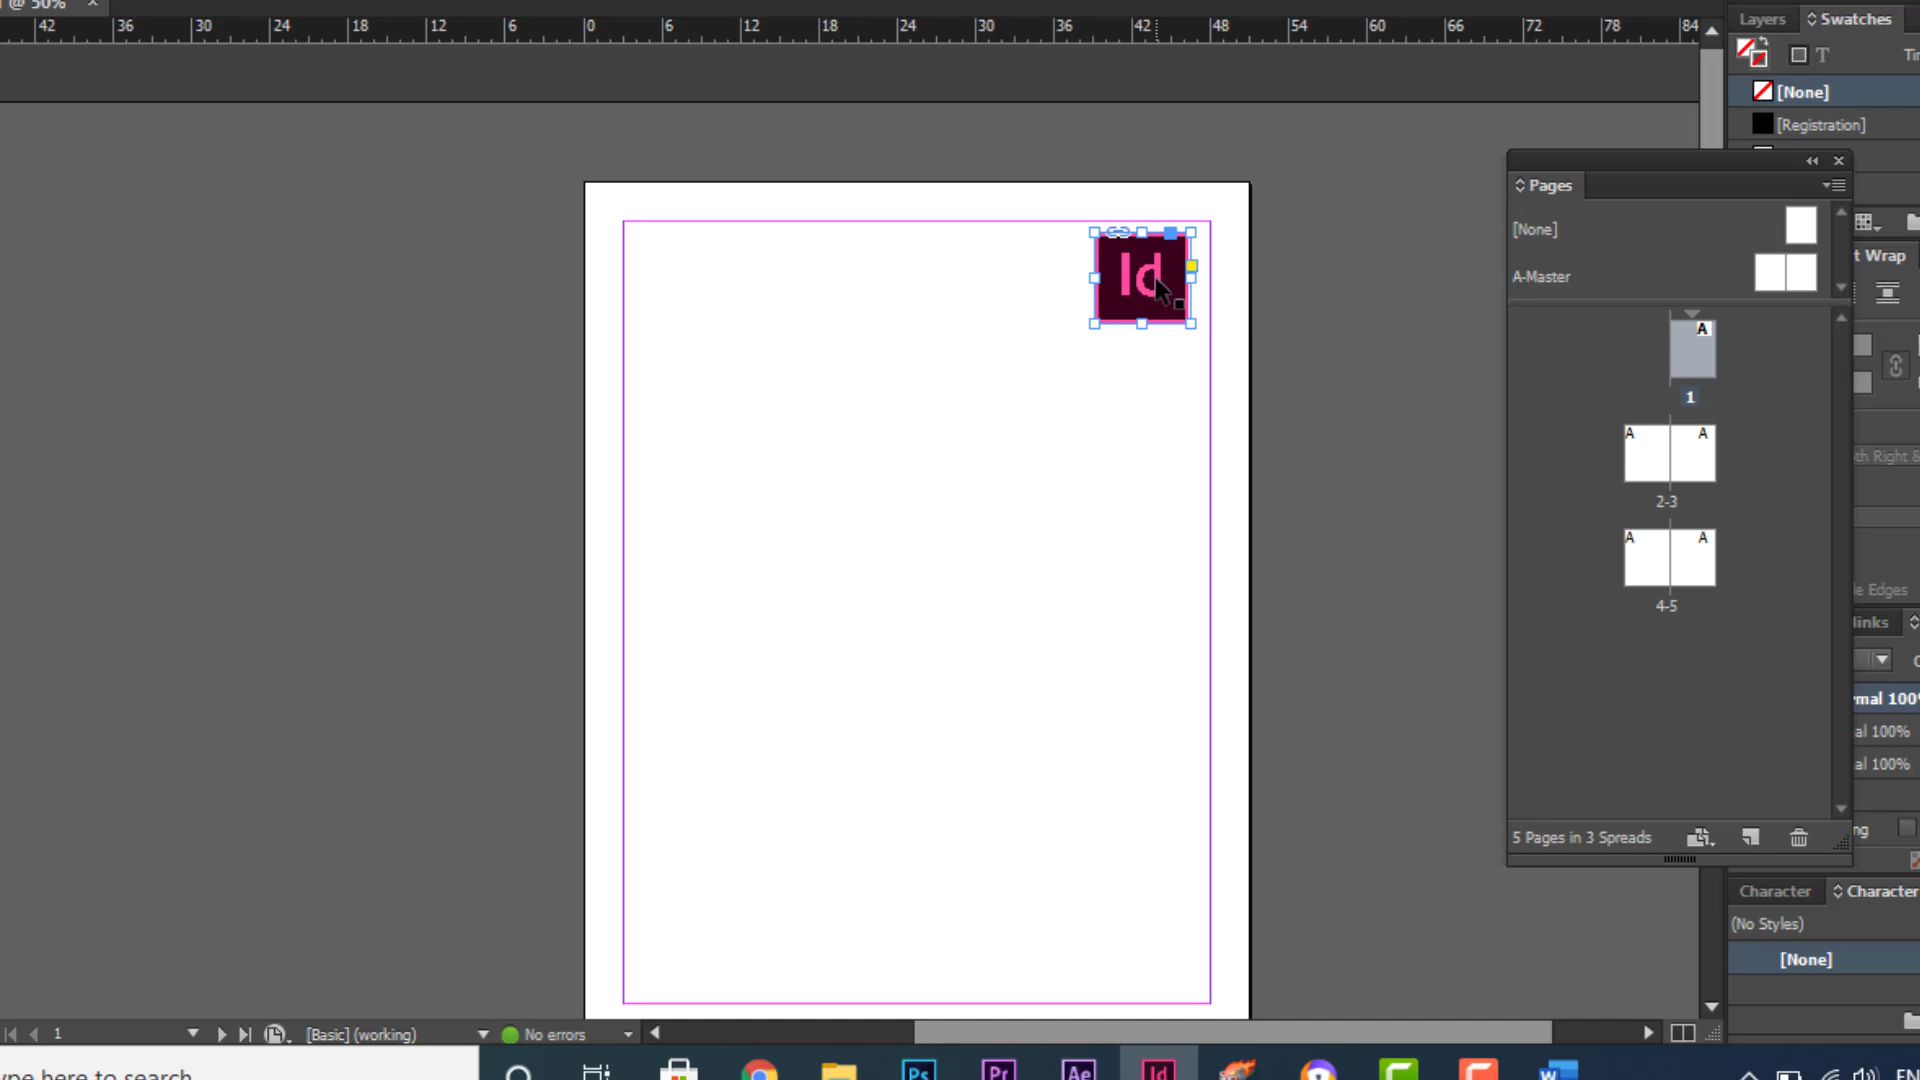 @ 50% ×
42 36 30 24 18 12 6 0 6 12 18 24 30 36 42 48 54 60 66 72 78 84
Layers Swatches
T
[None]
[Registration]
Pages
[None]
A-Master
A
1
A A
2-3
A A
4-5
5 Pages in 3 Spreads
Id
t Wrap
th Right &
e Edges
links
rmal 100%
al 100%
al 100%
ng
Character Character
(No Styles)
[None]
1 [Basic] (working) No errors
ype here to search
Ps Pr Ae Id W EN